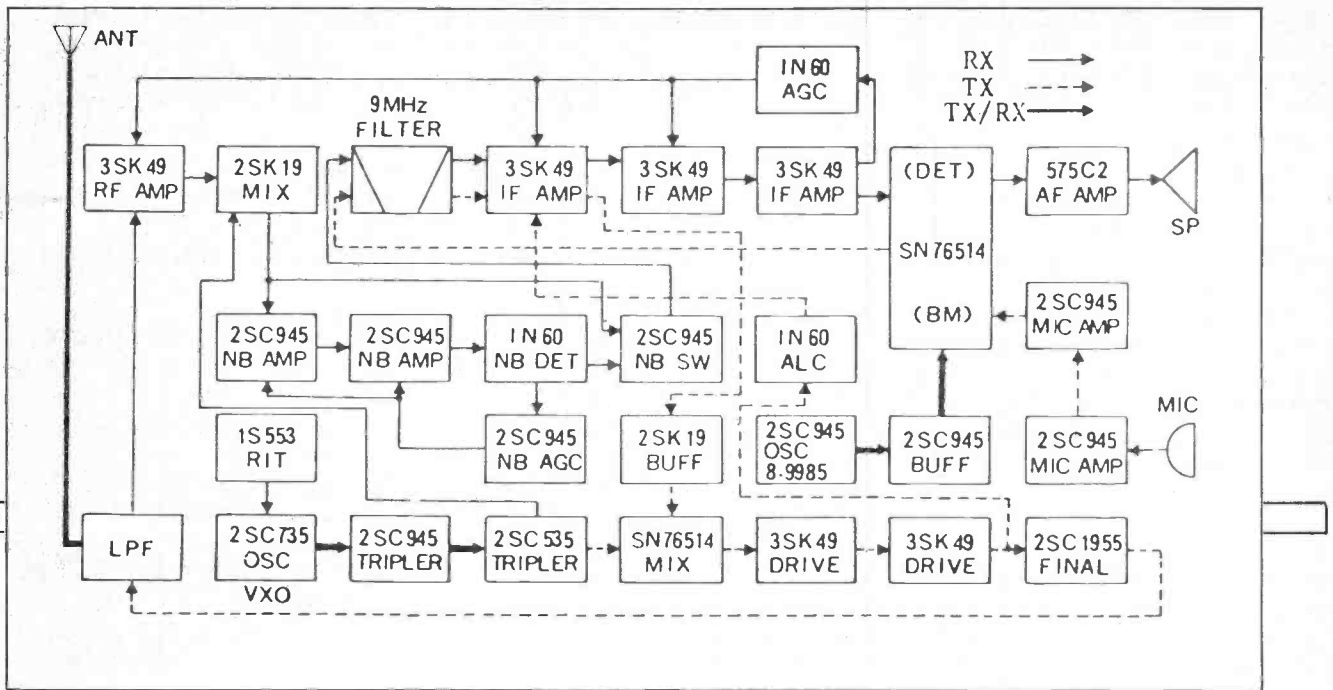 ANT
RX
TX
TX/RX
1N60
AGC
9MHz
FILTER
3SK49
RF AMP
2SK19
MIX
3SK49
IF AMP
3SK49
IF AMP
3SK49
IF AMP
(DET)
SN76514
(BM)
575C2
AF AMP
SP
2SC945
NB AMP
2SC945
NB AMP
1N60
NB DET
2SC945
NB SW
1N60
ALC
2SC945
MIC AMP
1S553
RIT
2SC945
NB AGC
2SK19
BUFF
2SC945
OSC
8.9985
2SC945
BUFF
2SC945
MIC AMP
MIC
LPF
2SC735
OSC
VXO
2SC945
TRIPLER
2SC535
TRIPLER
SN76514
MIX
3SK49
DRIVE
3SK49
DRIVE
2SC1955
FINAL